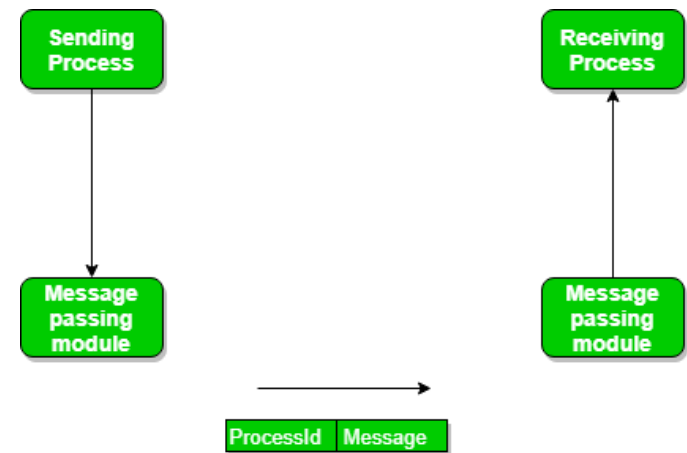 Sending
Process
Receiving
Process
Message
passing
module
Message
passing
module
ProcessId Message